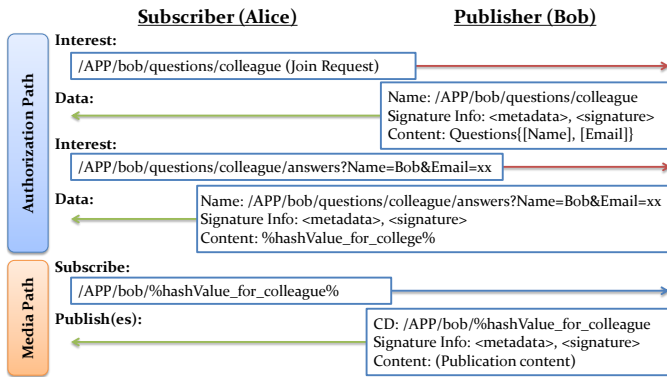 Subscriber (Alice) Publisher (Bob)
Authorization Path
Interest:
/APP/bob/questions/colleague (Join Request)
Data:
Name: /APP/bob/questions/colleague
Signature Info: <metadata>, <signature>
Content: Questions{[Name], [Email]}
Interest:
/APP/bob/questions/colleague/answers?Name=Bob&Email=xx
Data:
Name: /APP/bob/questions/colleague/answers?Name=Bob&Email=xx
Signature Info: <metadata>, <signature>
Content: %hashValue_for_college%
Media Path
Subscribe:
/APP/bob/%hashValue_for_colleague%
Publish(es):
CD: /APP/bob/%hashValue_for_colleague
Signature Info: <metadata>, <signature>
Content: (Publication content)